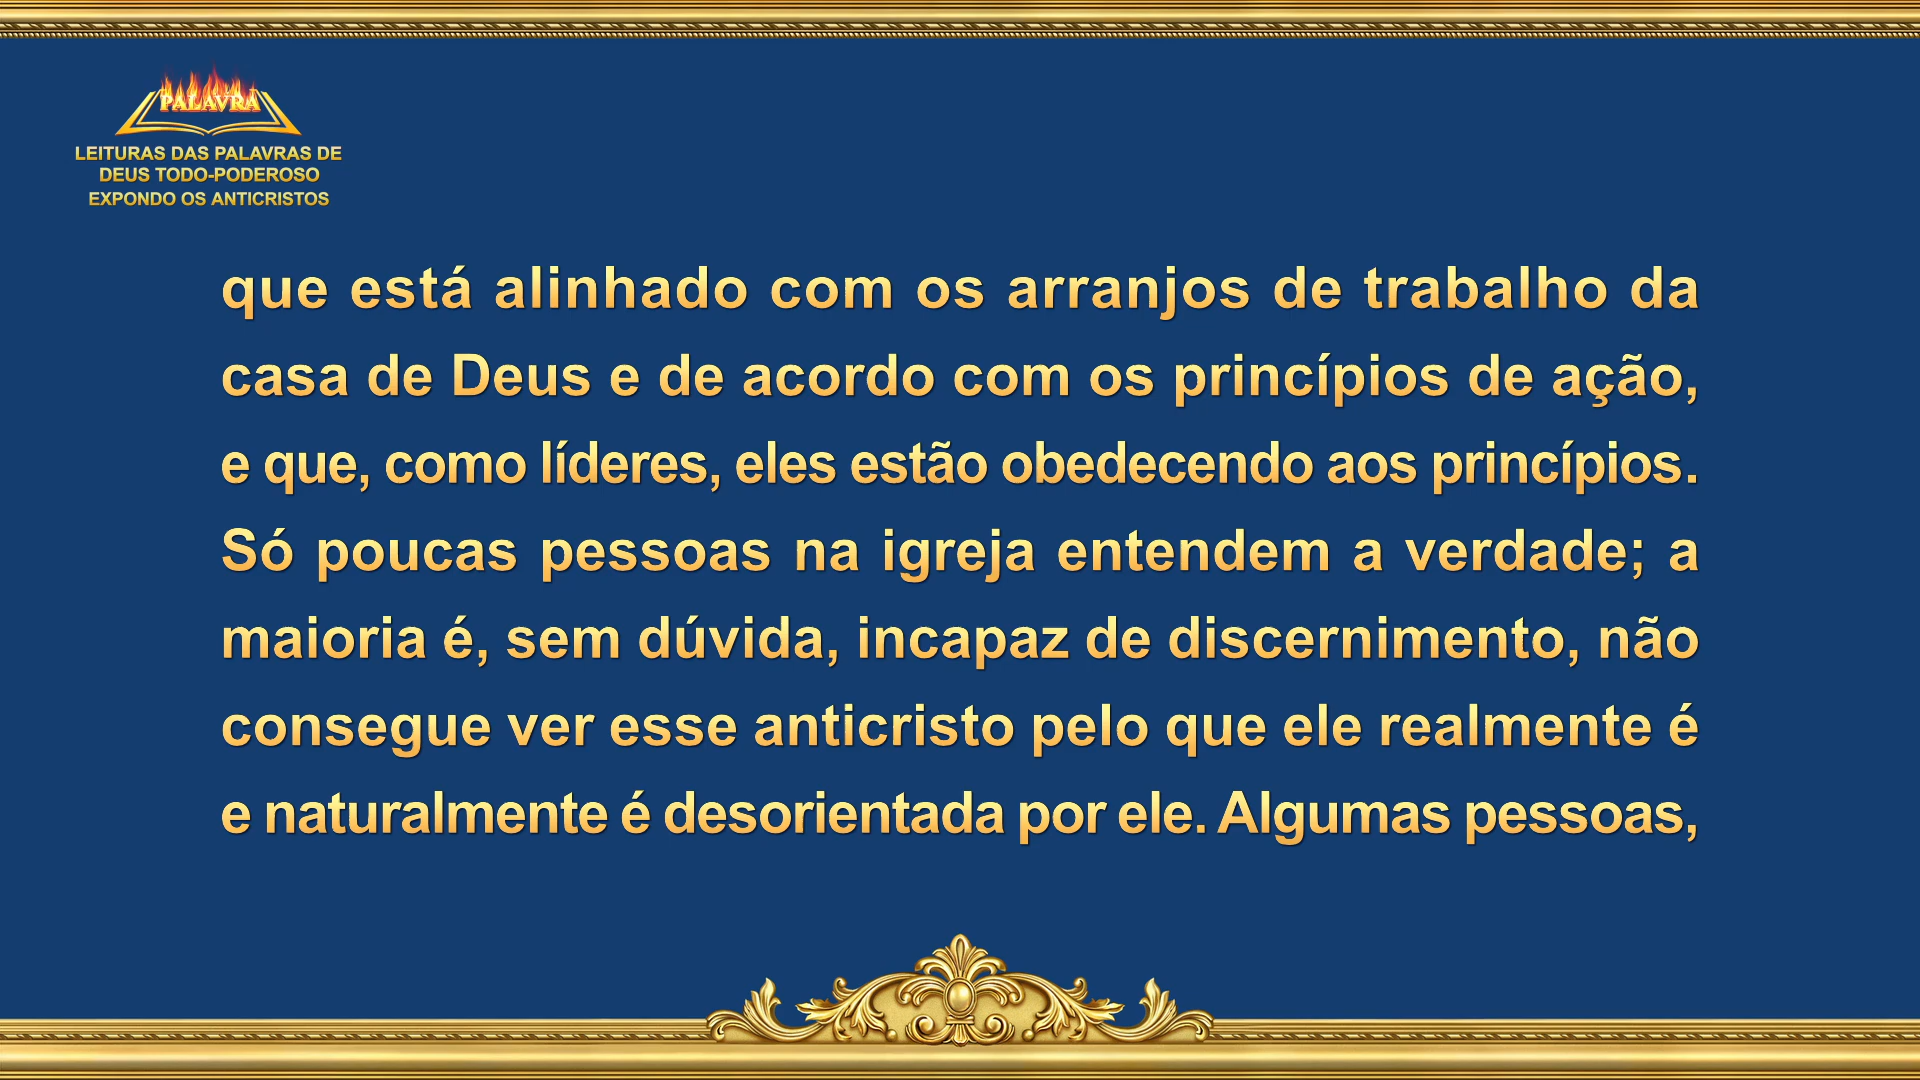 PALAVRA
LEITURAS DAS PALAVRAS DE
DEUS TODO-PODEROSO
EXPONDO OS ANTICRISTOS
que está alinhado com os arranjos de trabalho da
casa de Deus e de acordo com os princípios de ação,
e que, como líderes, eles estão obedecendo aos princípios.
Só poucas pessoas na igreja entendem a verdade; a
maioria é, sem dúvida, incapaz de discernimento, não
consegue ver esse anticristo pelo que ele realmente é
e naturalmente é desorientada por ele. Algumas pessoas,